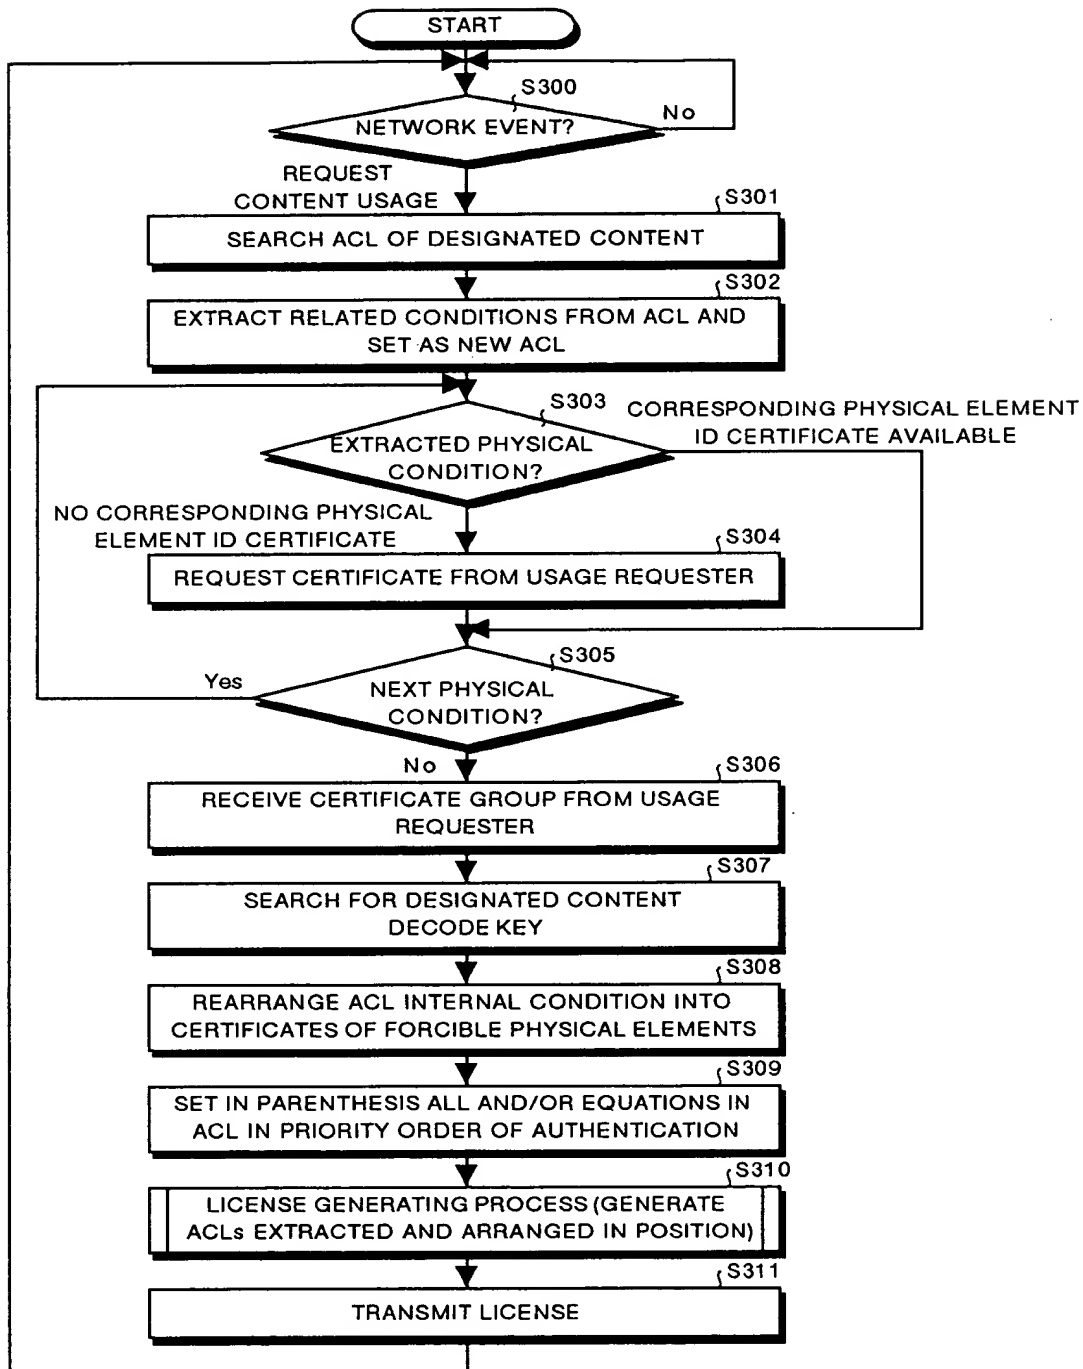 START
S300
NETWORK EVENT?
No
REQUEST
CONTENT USAGE
S301
SEARCH ACL OF DESIGNATED CONTENT
S302
EXTRACT RELATED CONDITIONS FROM ACL AND
SET AS NEW ACL
S303
CORRESPONDING PHYSICAL ELEMENT
ID CERTIFICATE AVAILABLE
EXTRACTED PHYSICAL
CONDITION?
NO CORRESPONDING PHYSICAL
ELEMENT ID CERTIFICATE
S304
REQUEST CERTIFICATE FROM USAGE REQUESTER
S305
Yes
NEXT PHYSICAL
CONDITION?
No
S306
RECEIVE CERTIFICATE GROUP FROM USAGE
REQUESTER
S307
SEARCH FOR DESIGNATED CONTENT
DECODE KEY
S308
REARRANGE ACL INTERNAL CONDITION INTO
CERTIFICATES OF FORCIBLE PHYSICAL ELEMENTS
S309
SET IN PARENTHESIS ALL AND/OR EQUATIONS IN
ACL IN PRIORITY ORDER OF AUTHENTICATION
S310
LICENSE GENERATING PROCESS (GENERATE
ACLs EXTRACTED AND ARRANGED IN POSITION)
S311
TRANSMIT LICENSE